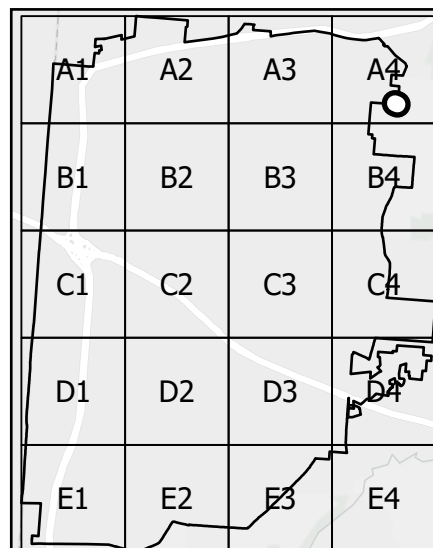 A1 A2 A3 A4
B1 B2 B3 B4
C1 C2 C3 C4
D1 D2 D3 D4
E1 E2 E3 E4